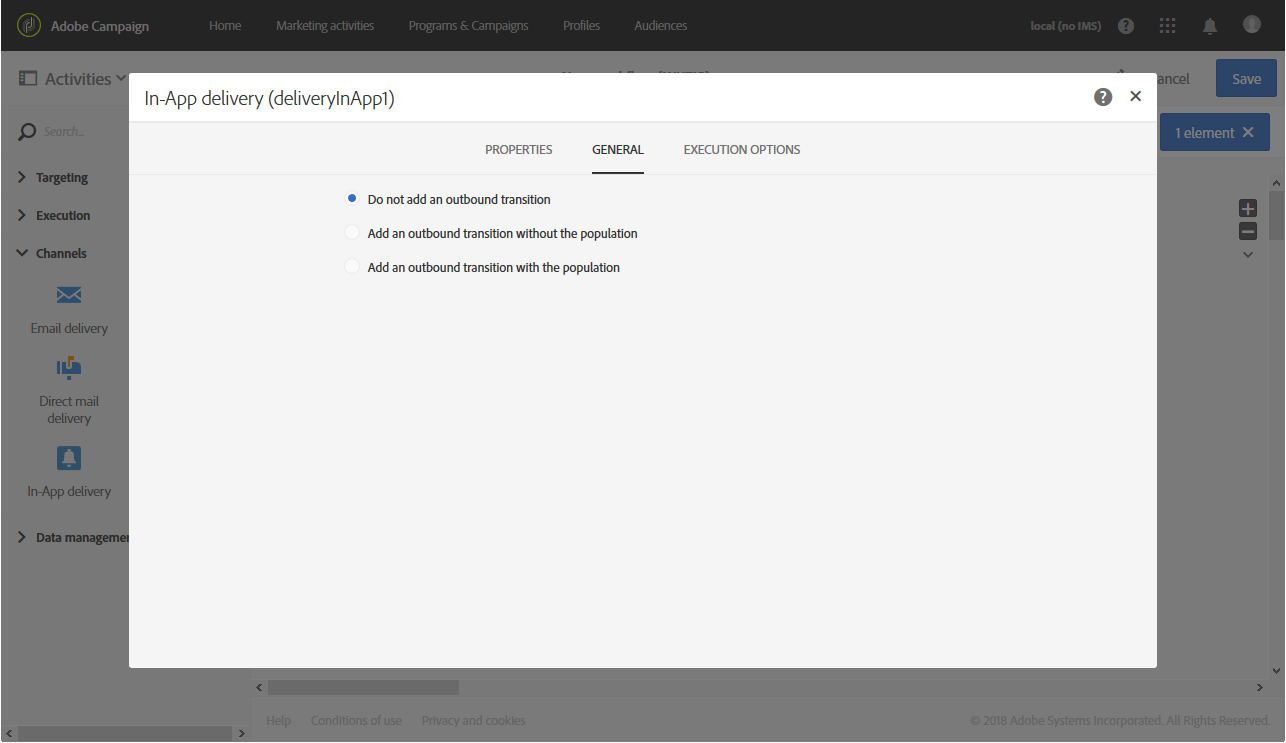 Adobe Campaign
Home
Marketing activities
Programs & Campaigns
Profiles
Audiences
local (no IMS)
Activities
ancel
Save
In-App delivery (deliveryInApp1)
Search...
1 element
PROPERTIES
GENERAL
EXECUTION OPTIONS
Targeting
Do not add an outbound transition
Execution
Add an outbound transition without the population
Channels
Add an outbound transition with the population
Email delivery
Direct mail
delivery
In-App delivery
Data managemen
Help
Conditions of use
Privacy and cookies
© 2018 Adobe Systems Incorporated. All Rights Reserved.